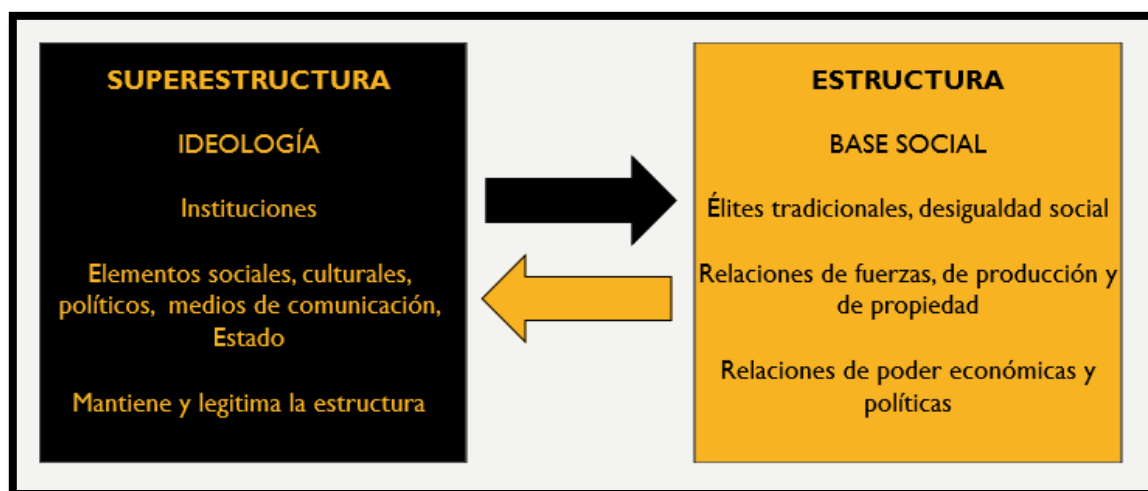 SUPERESTRUCTURA
IDEOLOGÍA
Instituciones
Elementos sociales, culturales,
políticos, medios de comunicación,
Estado
Mantiene y legitima la estructura
ESTRUCTURA
BASE SOCIAL
Élites tradicionales, desigualdad social
Relaciones de fuerzas, de producción y
de propiedad
Relaciones de poder económicas y
políticas